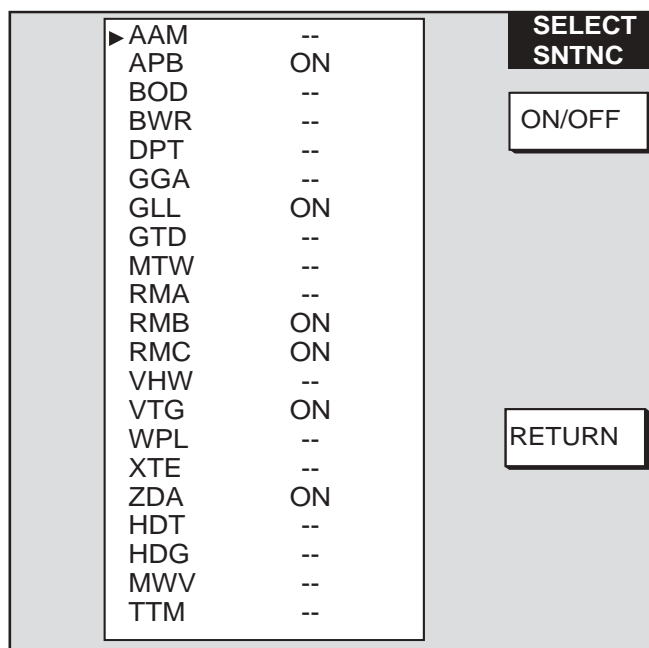 ▶ AAM --
APB ON
BOD --
BWR --
DPT --
GGA --
GLL ON
GTD --
MTW --
RMA --
RMB ON
RMC ON
VHW --
VTG ON
WPL --
XTE --
ZDA ON
HDT --
HDG --
MWV --
TTM --
SELECT
SNTNC
ON/OFF
RETURN